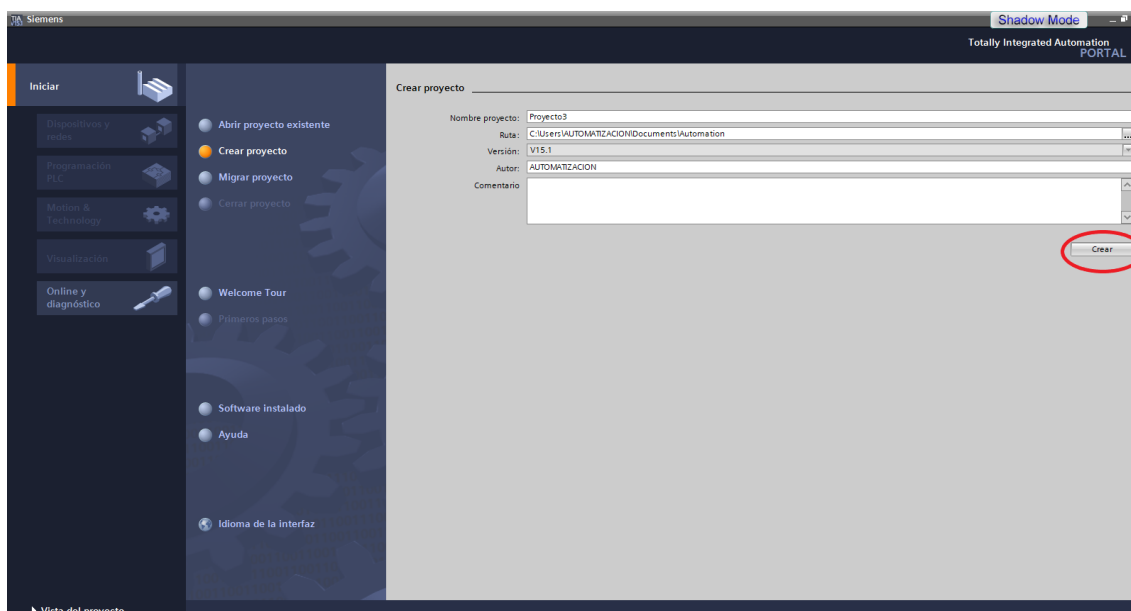 TIA Siemens
Shadow Mode
Totally Integrated Automation
PORTAL
Iniciar
Dispositivos y
redes
Programación
PLC
Motion &
Technology
Visualización
Online y
diagnóstico
Abrir proyecto existente
Crear proyecto
Migrar proyecto
Cerrar proyecto
Welcome Tour
Primeros pasos
Software instalado
Ayuda
Idioma de la interfaz
Crear proyecto
Nombre proyecto: Proyecto3
Ruta: C:\Users\AUTOMATIZACION\Documents\Automation ...
Versión: V15.1
Autor: AUTOMATIZACION
Comentario
Crear
Vista del proyecto